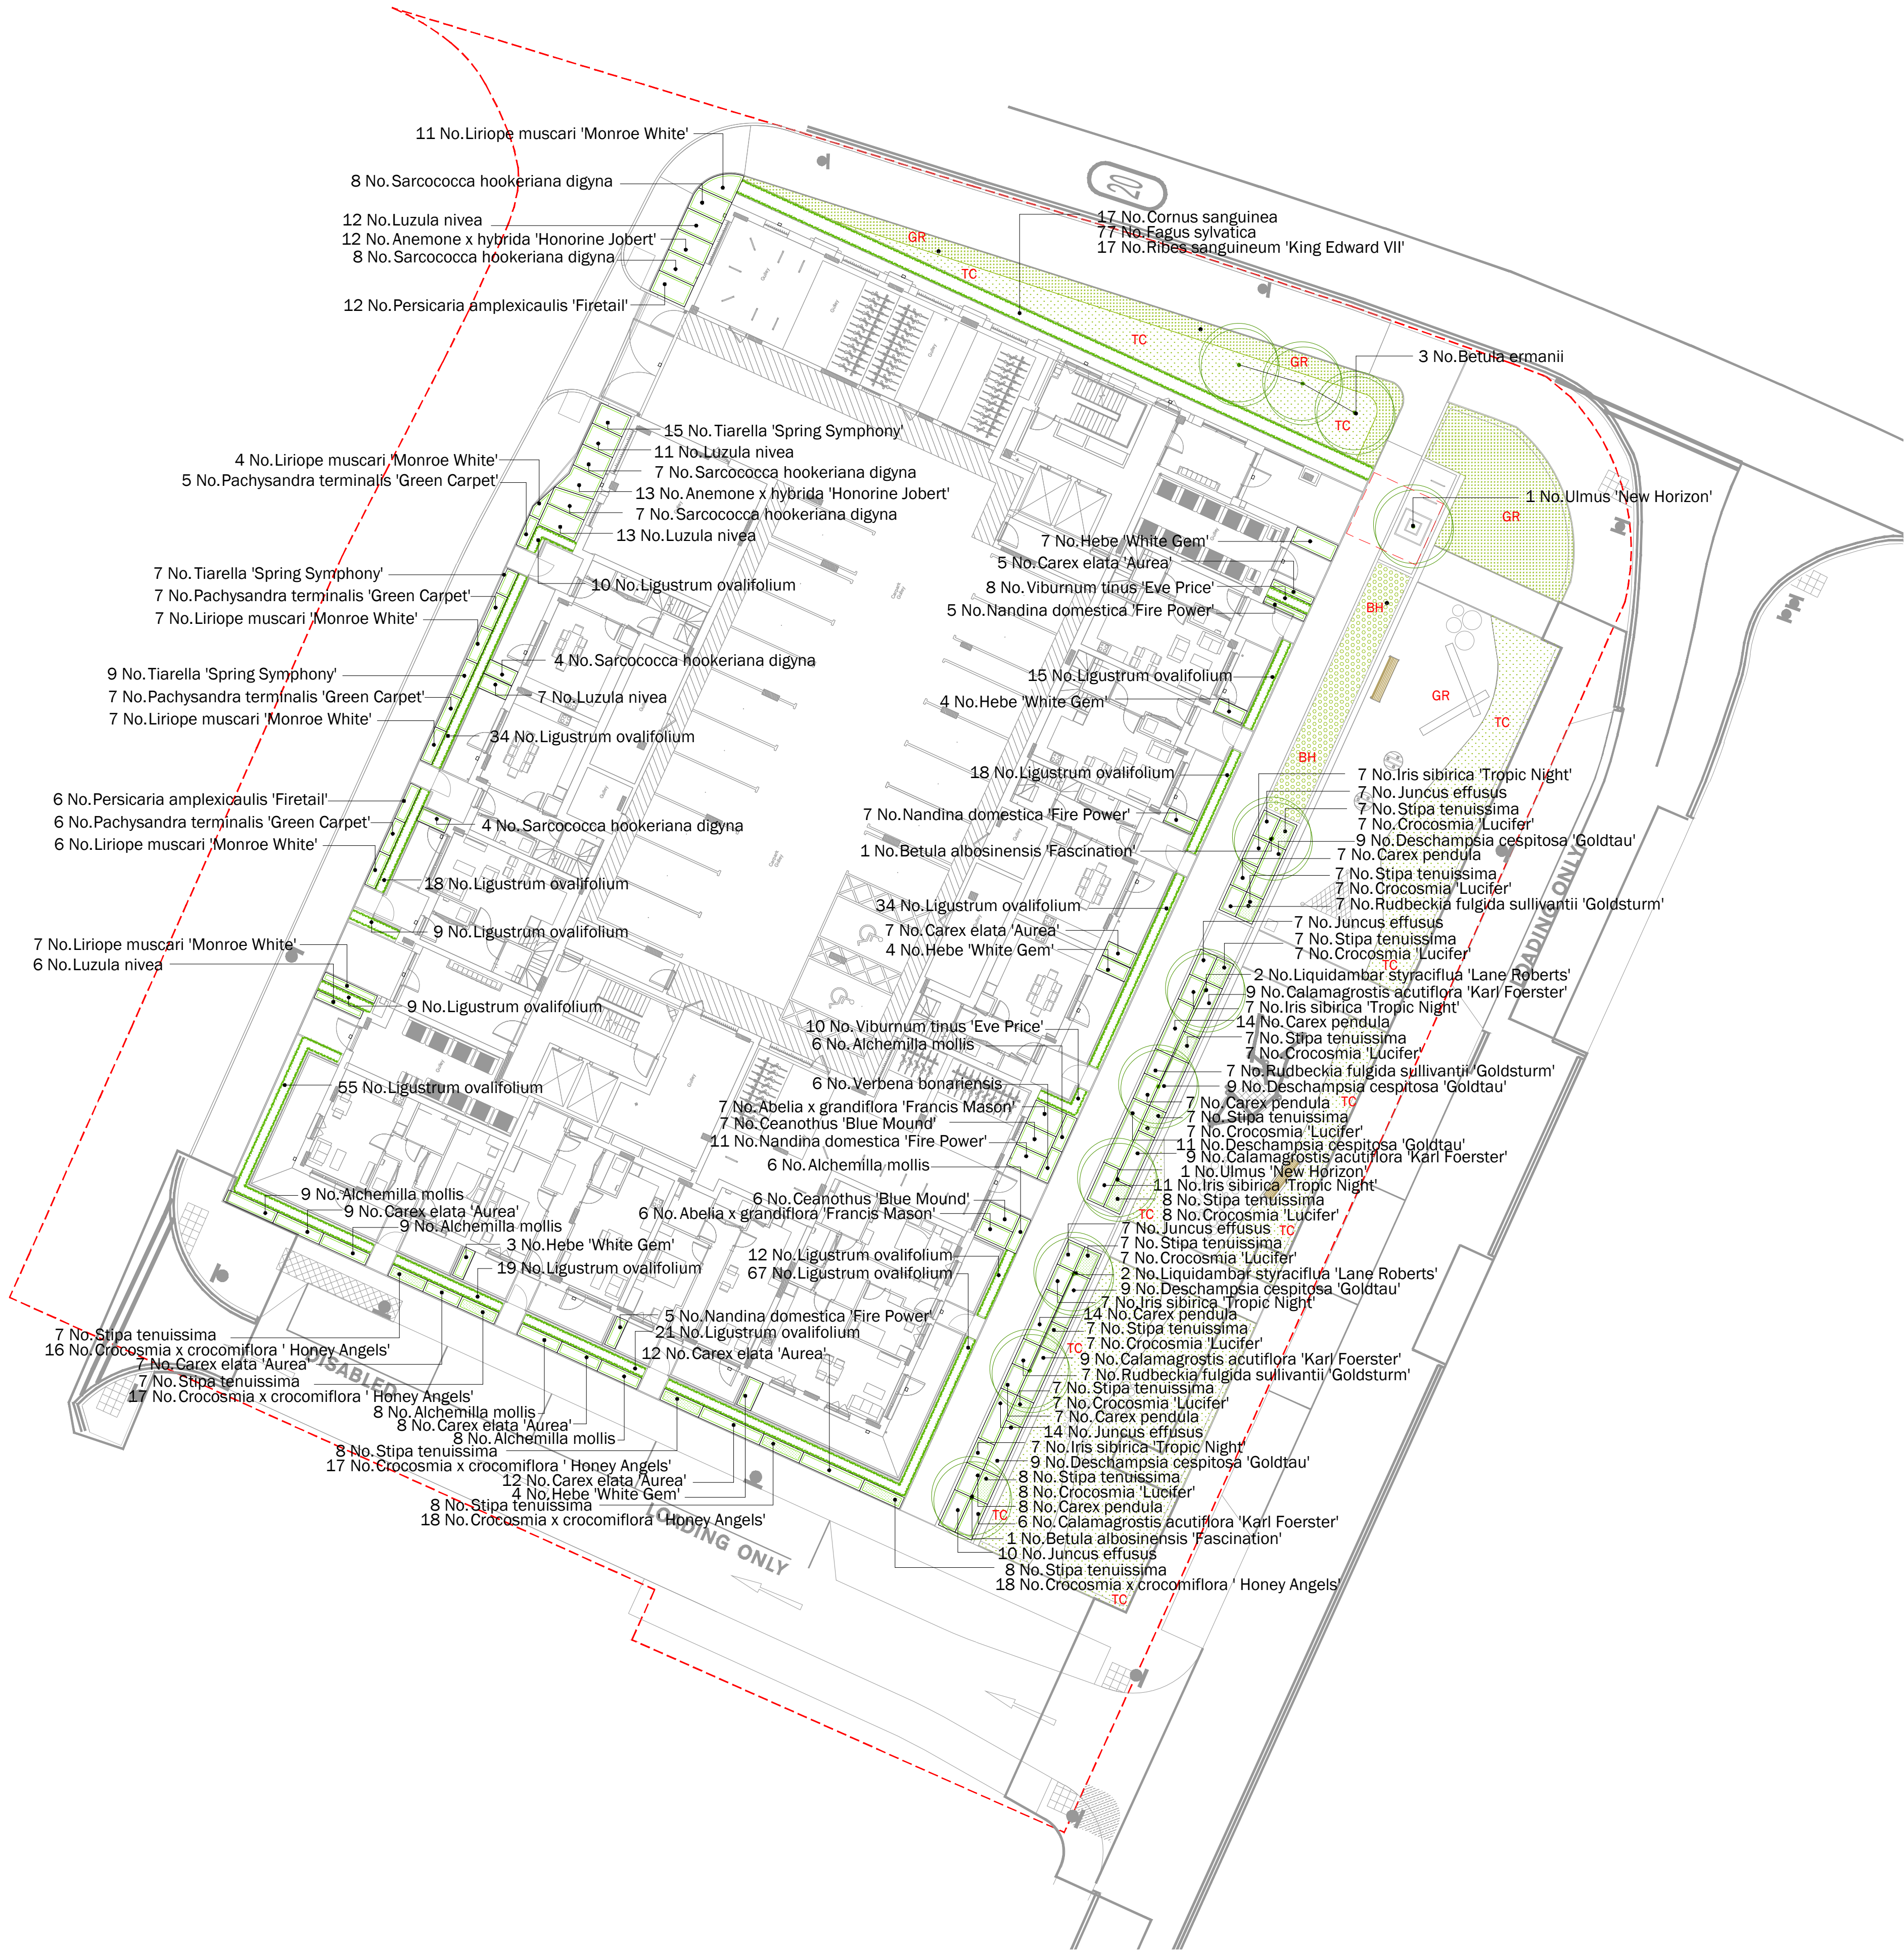 11 No.Liriope muscari 'Monroe White'
8 No.Sarcococca hookeriana digyna
12 No.Luzula nivea
12 No.Anemone x hybrida 'Honorine Jobert'
8 No.Sarcococca hookeriana digyna
12 No.Persicaria amplexicaulis 'Firetail'
20
17 No.Cornus sanguinea
77 No.Fagus sylvatica
17 No.Ribes sanguineum 'King Edward VII'
GR
TC
TC
GR
TC
3 No.Betula ermanii
1 No.Ulmus 'New Horizon'
GR
15 No.Tiarella 'Spring Symphony'
11 No.Luzula nivea
7 No.Sarcococca hookeriana digyna
13 No.Anemone x hybrida 'Honorine Jobert'
7 No.Sarcococca hookeriana digyna
13 No.Luzula nivea
4 No.Liriope muscari 'Monroe White'
5 No.Pachysandra terminalis 'Green Carpet'
10 No.Ligustrum ovalifolium
7 No.Tiarella 'Spring Symphony'
7 No.Pachysandra terminalis 'Green Carpet'
7 No.Liriope muscari 'Monroe White'
4 No.Sarcococca hookeriana digyna
9 No.Tiarella 'Spring Symphony'
7 No.Pachysandra terminalis 'Green Carpet'
7 No.Luzula nivea
7 No.Liriope muscari 'Monroe White'
34 No.Ligustrum ovalifolium
6 No.Persicaria amplexicaulis 'Firetail'
6 No.Pachysandra terminalis 'Green Carpet'
6 No.Liriope muscari 'Monroe White'
4 No.Sarcococca hookeriana digyna
18 No.Ligustrum ovalifolium
9 No.Ligustrum ovalifolium
7 No.Liriope muscari 'Monroe White'
6 No.Luzula nivea
9 No.Ligustrum ovalifolium
55 No.Ligustrum ovalifolium
7 No.Hebe 'White Gem'
5 No.Carex elata 'Aurea'
8 No.Viburnum tinus 'Eve Price'
5 No.Nandina domestica 'Fire Power'
15 No.Ligustrum ovalifolium
4 No.Hebe 'White Gem'
18 No.Ligustrum ovalifolium
7 No.Nandina domestica 'Fire Power'
1 No.Betula albosinensis 'Fascination'
34 No.Ligustrum ovalifolium
7 No.Carex elata 'Aurea'
4 No.Hebe 'White Gem'
10 No.Viburnum tinus 'Eve Price'
6 No.Alchemilla mollis
6 No.Verbena bonariensis
7 No.Abelia x grandiflora 'Francis Mason'
7 No.Ceanothus 'Blue Mound'
11 No.Nandina domestica 'Fire Power'
6 No.Alchemilla mollis
6 No.Ceanothus 'Blue Mound'
6 No.Abelia x grandiflora 'Francis Mason'
12 No.Ligustrum ovalifolium
67 No.Ligustrum ovalifolium
BH
BH
GR
TC
7 No.Iris sibirica 'Tropic Night'
7 No.Juncus effusus
7 No.Stipa tenuissima
7 No.Crocosmia 'Lucifer'
9 No.Deschampsia cespitosa 'Goldtau'
7 No.Carex pendula
7 No.Stipa tenuissima
7 No.Crocosmia 'Lucifer'
7 No.Rudbeckia fulgida sullivantii 'Goldsturm'
7 No.Juncus effusus
7 No.Stipa tenuissima
7 No.Crocosmia 'Lucifer'
TC
2 No.Liquidambar styraciflua 'Lane Roberts'
9 No.Calamagrostis acutiflora 'Karl Foerster'
7 No.Iris sibirica 'Tropic Night'
14 No.Carex pendula
7 No.Stipa tenuissima
7 No.Crocosmia 'Lucifer'
7 No.Rudbeckia fulgida sullivantii 'Goldsturm'
9 No.Deschampsia cespitosa 'Goldtau'
7 No.Carex pendula
TC
7 No.Stipa tenuissima
7 No.Crocosmia 'Lucifer'
11 No.Deschampsia cespitosa 'Goldtau'
9 No.Calamagrostis acutiflora 'Karl Foerster'
1 No.Ulmus 'New Horizon'
11 No.Iris sibirica 'Tropic Night'
8 No.Stipa tenuissima
TC
8 No.Crocosmia 'Lucifer'
7 No.Juncus effusus
TC
7 No.Stipa tenuissima
7 No.Crocosmia 'Lucifer'
2 No.Liquidambar styraciflua 'Lane Roberts'
9 No.Deschampsia cespitosa 'Goldtau'
7 No.Iris sibirica 'Tropic Night'
14 No.Carex pendula
7 No.Stipa tenuissima
7 No.Crocosmia 'Lucifer'
TC
9 No.Calamagrostis acutiflora 'Karl Foerster'
7 No.Rudbeckia fulgida sullivantii 'Goldsturm'
7 No.Stipa tenuissima
7 No.Crocosmia 'Lucifer'
7 No.Carex pendula
14 No.Juncus effusus
7 No.Iris sibirica 'Tropic Night'
9 No.Deschampsia cespitosa 'Goldtau'
8 No.Stipa tenuissima
8 No.Crocosmia 'Lucifer'
8 No.Carex pendula
TC
6 No.Calamagrostis acutiflora 'Karl Foerster'
1 No.Betula albosinensis 'Fascination'
10 No.Juncus effusus
8 No.Stipa tenuissima
18 No.Crocosmia x crocomiflora ' Honey Angels'
TC
LOADING ONLY
9 No.Alchemilla mollis
9 No.Carex elata 'Aurea'
9 No.Alchemilla mollis
3 No.Hebe 'White Gem'
19 No.Ligustrum ovalifolium
5 No.Nandina domestica 'Fire Power'
21 No.Ligustrum ovalifolium
12 No.Carex elata 'Aurea'
7 No.Stipa tenuissima
16 No.Crocosmia x crocomiflora ' Honey Angels'
7 No.Carex elata 'Aurea'
7 No.Stipa tenuissima
17 No.Crocosmia x crocomiflora ' Honey Angels'
DISABLED
8 No.Alchemilla mollis
8 No.Carex elata 'Aurea'
8 No.Alchemilla mollis
8 No.Stipa tenuissima
17 No.Crocosmia x crocomiflora ' Honey Angels'
12 No.Carex elata 'Aurea'
4 No.Hebe 'White Gem'
8 No.Stipa tenuissima
18 No.Crocosmia x crocomiflora ' Honey Angels'
LOADING ONLY